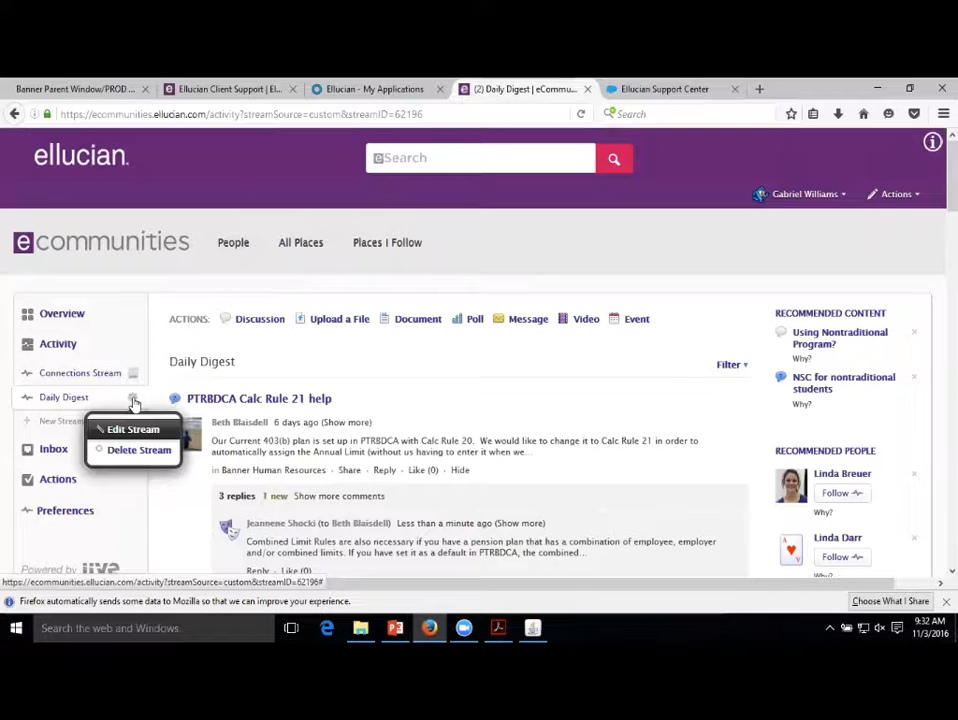 Banner Parent Window/PROD ... Ellucian Client Support | El... Ellucian - My Applications (2) Daily Digest | eCommu... Ellucian Support Center
https://ecommunities.ellucian.com/activity?streamSource=custom&streamID=62196 Search
ellucian. eSearch
Gabriel Williams Actions
ecommunities People All Places Places I Follow
Overview
Activity
Connections Stream
Daily Digest
New Stream
Edit Stream
Delete Stream
Inbox
Actions
Preferences
Powered by jive
ACTIONS: Discussion Upload a File Document Poll Message Video Event
Daily Digest Filter
PTRBDCA Calc Rule 21 help
Beth Blaisdell 6 days ago (Show more)
Our Current 403(b) plan is set up in PTRBDCA with Calc Rule 20. We would like to change it to Calc Rule 21 in order to
automatically assign the Annual Limit (without us having to enter it when we...
in Banner Human Resources · Share · Reply · Like (0) · Hide
3 replies 1 new Show more comments
Jeannene Shocki (to Beth Blaisdell) Less than a minute ago (Show more)
Combined Limit Rules are also necessary if you have a pension plan that has a combination of employee, employer
and/or combined limits. If you have set it as a default in PTRBDCA, the combined...
Reply · Like (0)
RECOMMENDED CONTENT
Using Nontraditional
Program?
Why?
NSC for nontraditional
students
Why?
RECOMMENDED PEOPLE
Linda Breuer
Follow
Why?
Linda Darr
Follow
Why?
https://ecommunities.ellucian.com/activity?streamSource=custom&streamID=62196#
Firefox automatically sends some data to Mozilla so that we can improve your experience. Choose What I Share
Search the web and Windows 9:32 AM
11/3/2016